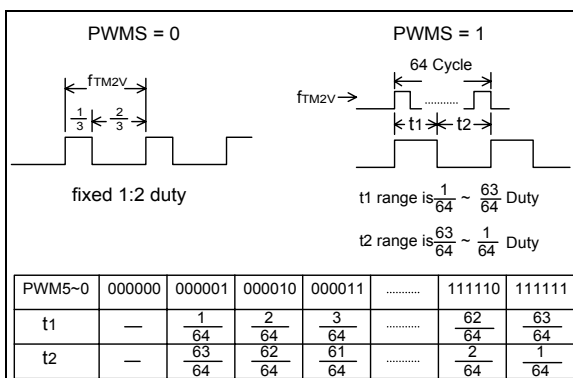 PWMS = 0
fTM2V
1/3 2/3
fixed 1:2 duty
PWMS = 1
64 Cycle
fTM2V
..........
t1 t2
t1 range is 1/64 ~ 63/64 Duty
t2 range is 63/64 ~ 1/64 Duty
PWM5~0 000000 000001 000010 000011 .......... 111110 111111
t1 — 1/64 2/64 3/64 .......... 62/64 63/64
t2 — 63/64 62/64 61/64 .......... 2/64 1/64